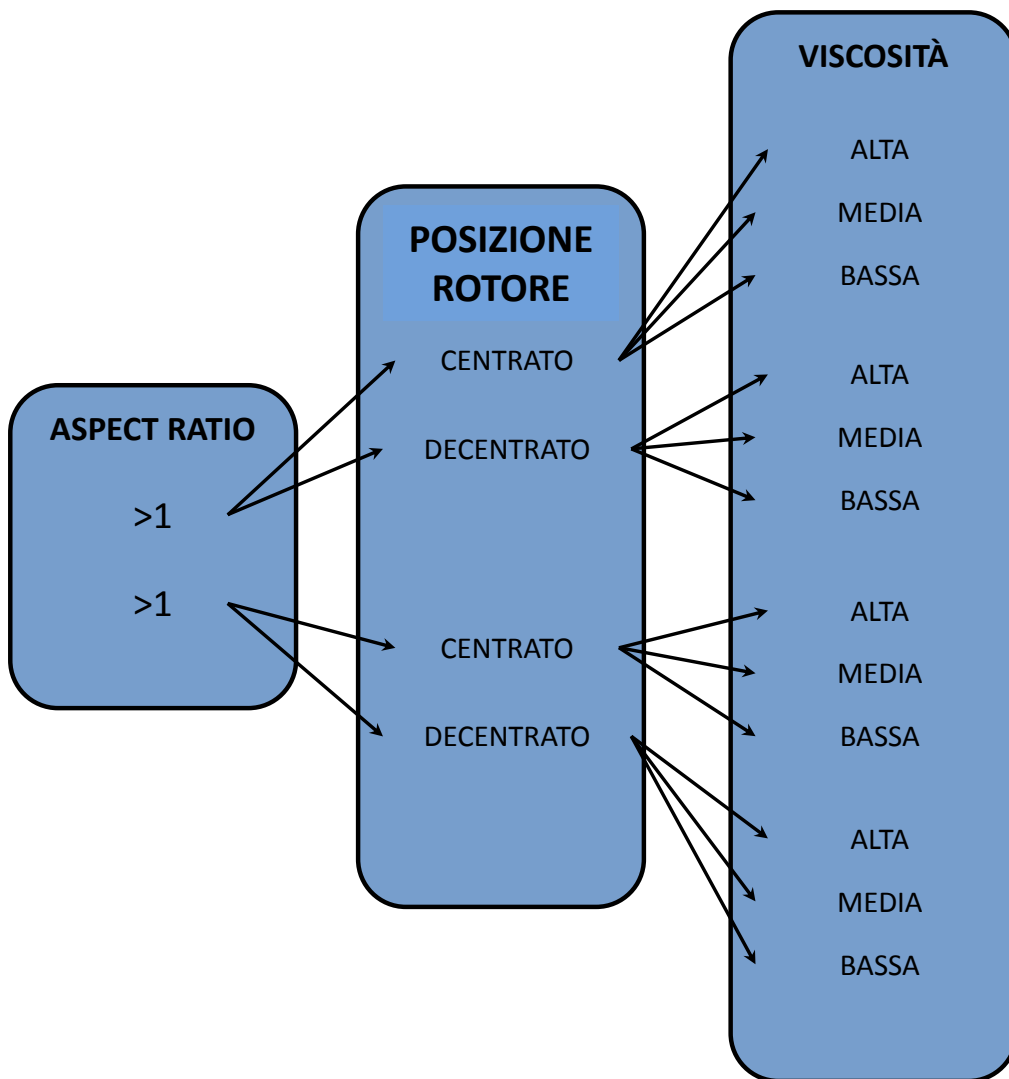 ASPECT RATIO
>1
>1
POSIZIONE
ROTORE
CENTRATO
DECENTRATO
CENTRATO
DECENTRATO
VISCOSITÀ
ALTA
MEDIA
BASSA
ALTA
MEDIA
BASSA
ALTA
MEDIA
BASSA
ALTA
MEDIA
BASSA